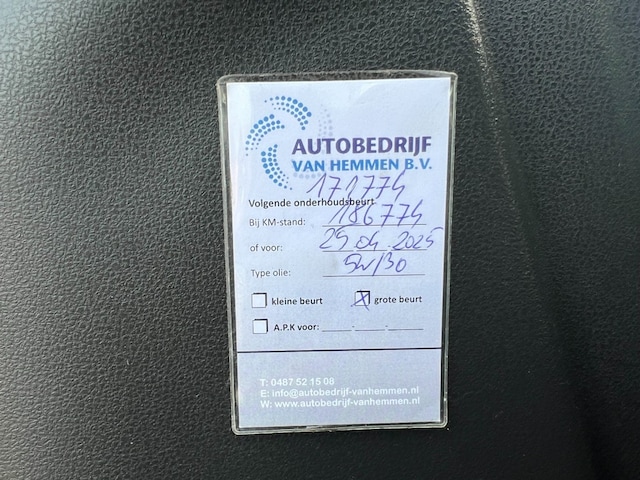 AUTOBEDRIJF
VAN HEMMEN B.V.
171774
Volgende onderhoudsbeurt
Bij KM-stand: 186774
of voor: 25.04.2025
Type olie: 5w/30
kleine beurt grote beurt
A.P.K voor:
T: 0487 52 15 08
E: info@autobedrijf-vanhemmen.nl
W: www.autobedrijf-vanhemmen.nl